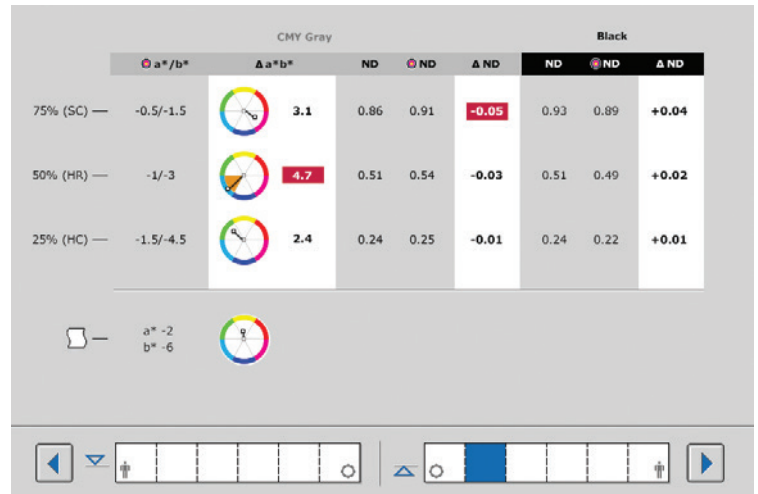 CMY Gray Black
a*/b* Δ a*b* ND ND Δ ND ND ND Δ ND
75% (SC) — -0.5/-1.5 3.1 0.86 0.91 -0.05 0.93 0.89 +0.04
50% (HR) — -1/-3 4.7 0.51 0.54 -0.03 0.51 0.49 +0.02
25% (HC) — -1.5/-4.5 2.4 0.24 0.25 -0.01 0.24 0.22 +0.01
a* -2
b* -6